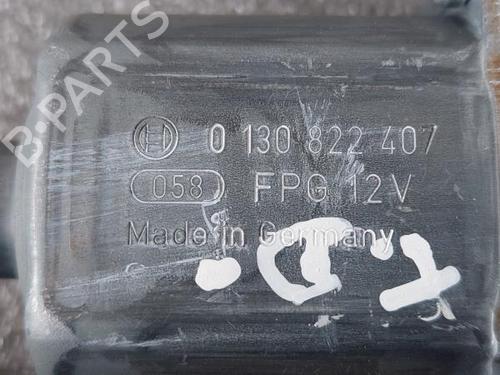 B-PARTS
0 130 822 407
058 FPG 12V
Made in Germany